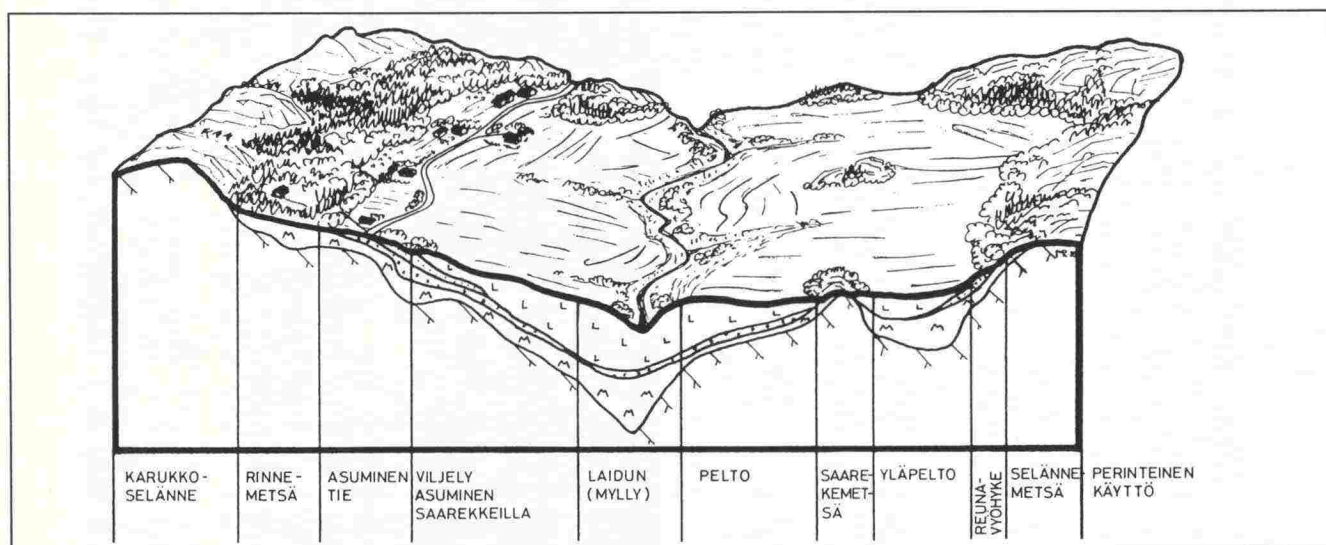 KARUKKO-
SELÄNNE
RINNE-
METSÄ
ASUMINEN
TIE
VILJELY
ASUMINEN
SAAREKKEILLA
LAIDUN
(MYLLY)
PELTO
SAARE-
KEMET-
SÄ
YLÄPELTO
REUNA-
VYÖHYKE
SELÄNNE-
METSÄ
PERINTEINEN
KÄYTTÖ